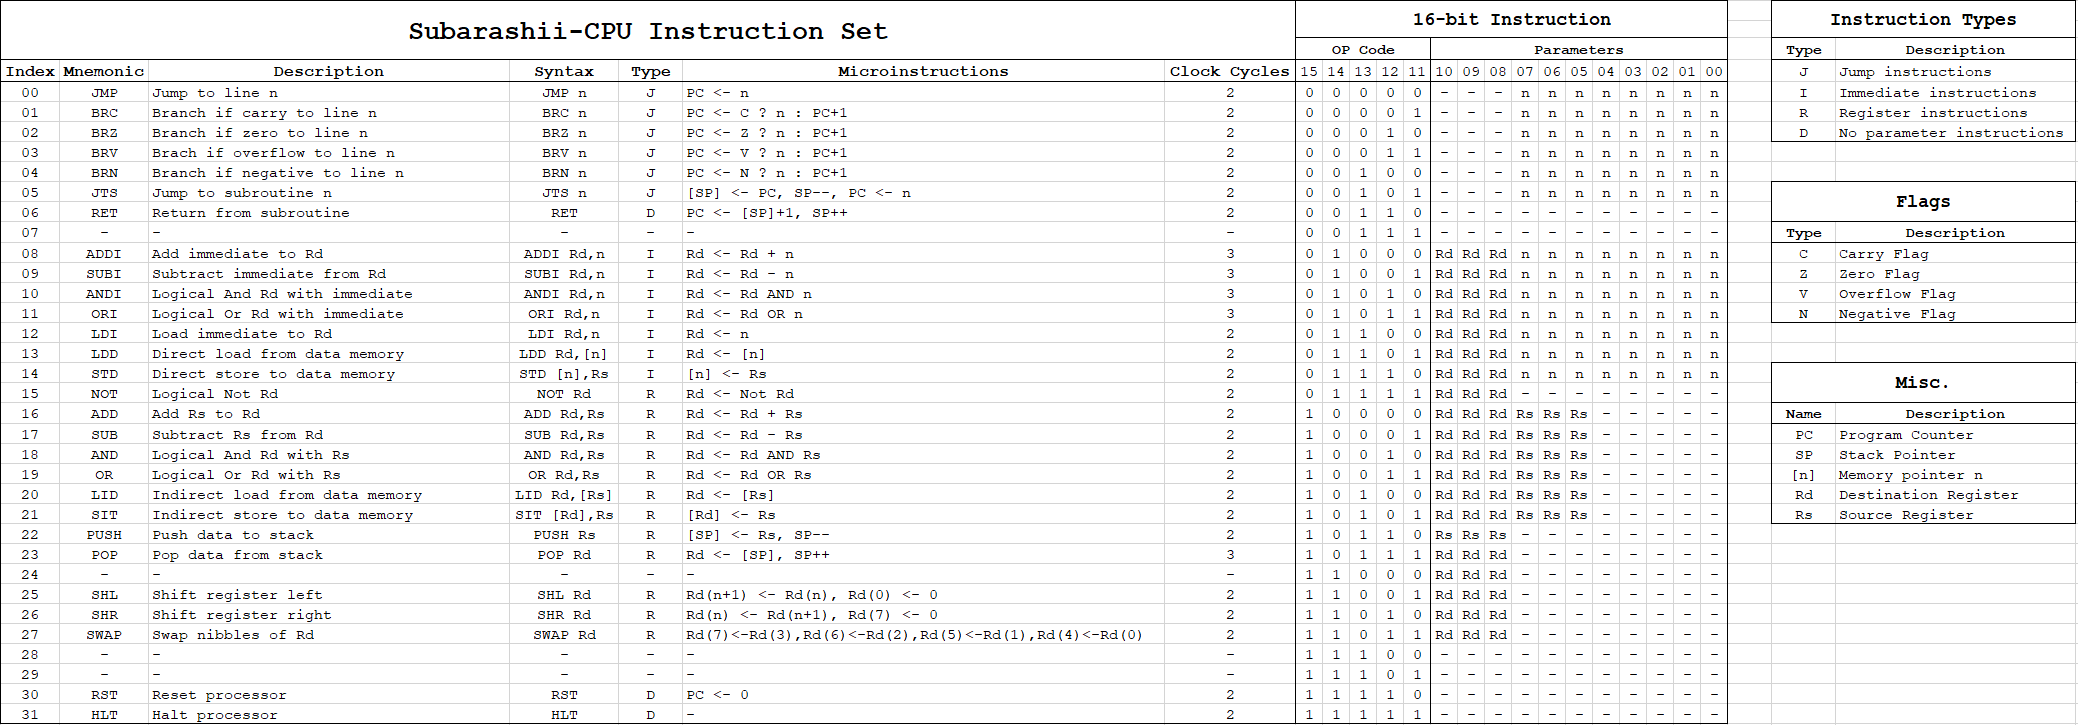 Subarashii-CPU Instruction Set 16-bit Instruction Instruction Types
OP Code Parameters Type Description
Index Mnemonic Description Syntax Type Microinstructions Clock Cycles 15 14 13 12 11 10 09 08 07 06 05 04 03 02 01 00 J Jump instructions
00 JMP Jump to line n JMP n J PC <- n 2 0 0 0 0 0 - - - n n n n n n n n I Immediate instructions
01 BRC Branch if carry to line n BRC n J PC <- C ? n : PC+1 2 0 0 0 0 1 - - - n n n n n n n n R Register instructions
02 BRZ Branch if zero to line n BRZ n J PC <- Z ? n : PC+1 2 0 0 0 1 0 - - - n n n n n n n n D No parameter instructions
03 BRV Brach if overflow to line n BRV n J PC <- V ? n : PC+1 2 0 0 0 1 1 - - - n n n n n n n n
04 BRN Branch if negative to line n BRN n J PC <- N ? n : PC+1 2 0 0 1 0 0 - - - n n n n n n n n
05 JTS Jump to subroutine n JTS n J [SP] <- PC, SP--, PC <- n 2 0 0 1 0 1 - - - n n n n n n n n Flags
06 RET Return from subroutine RET D PC <- [SP]+1, SP++ 2 0 0 1 1 0 - - - - - - - - - - -
07 - - - - - - 0 0 1 1 1 - - - - - - - - - - - Type Description
08 ADDI Add immediate to Rd ADDI Rd,n I Rd <- Rd + n 3 0 1 0 0 0 Rd Rd Rd n n n n n n n n C Carry Flag
09 SUBI Subtract immediate from Rd SUBI Rd,n I Rd <- Rd - n 3 0 1 0 0 1 Rd Rd Rd n n n n n n n n Z Zero Flag
10 ANDI Logical And Rd with immediate ANDI Rd,n I Rd <- Rd AND n 3 0 1 0 1 0 Rd Rd Rd n n n n n n n n V Overflow Flag
11 ORI Logical Or Rd with immediate ORI Rd,n I Rd <- Rd OR n 3 0 1 0 1 1 Rd Rd Rd n n n n n n n n N Negative Flag
12 LDI Load immediate to Rd LDI Rd,n I Rd <- n 2 0 1 1 0 0 Rd Rd Rd n n n n n n n n
13 LDD Direct load from data memory LDD Rd,[n] I Rd <- [n] 2 0 1 1 0 1 Rd Rd Rd n n n n n n n n
14 STD Direct store to data memory STD [n],Rs I [n] <- Rs 2 0 1 1 1 0 Rd Rd Rd n n n n n n n n Misc.
15 NOT Logical Not Rd NOT Rd R Rd <- Not Rd 2 0 1 1 1 1 Rd Rd Rd - - - - - - - -
16 ADD Add Rs to Rd ADD Rd,Rs R Rd <- Rd + Rs 2 1 0 0 0 0 Rd Rd Rd Rs Rs Rs - - - - - Name Description
17 SUB Subtract Rs from Rd SUB Rd,Rs R Rd <- Rd - Rs 2 1 0 0 0 1 Rd Rd Rd Rs Rs Rs - - - - - PC Program Counter
18 AND Logical And Rd with Rs AND Rd,Rs R Rd <- Rd AND Rs 2 1 0 0 1 0 Rd Rd Rd Rs Rs Rs - - - - - SP Stack Pointer
19 OR Logical Or Rd with Rs OR Rd,Rs R Rd <- Rd OR Rs 2 1 0 0 1 1 Rd Rd Rd Rs Rs Rs - - - - - [n] Memory pointer n
20 LID Indirect load from data memory LID Rd,[Rs] R Rd <- [Rs] 2 1 0 1 0 0 Rd Rd Rd Rs Rs Rs - - - - - Rd Destination Register
21 SIT Indirect store to data memory SIT [Rd],Rs R [Rd] <- Rs 2 1 0 1 0 1 Rd Rd Rd Rs Rs Rs - - - - - Rs Source Register
22 PUSH Push data to stack PUSH Rs R [SP] <- Rs, SP-- 2 1 0 1 1 0 Rs Rs Rs - - - - - - - -
23 POP Pop data from stack POP Rd R Rd <- [SP], SP++ 3 1 0 1 1 1 Rd Rd Rd - - - - - - - -
24 - - - - - - 1 1 0 0 0 Rd Rd Rd - - - - - - - -
25 SHL Shift register left SHL Rd R Rd(n+1) <- Rd(n), Rd(0) <- 0 2 1 1 0 0 1 Rd Rd Rd - - - - - - - -
26 SHR Shift register right SHR Rd R Rd(n) <- Rd(n+1), Rd(7) <- 0 2 1 1 0 1 0 Rd Rd Rd - - - - - - - -
27 SWAP Swap nibbles of Rd SWAP Rd R Rd(7)<-Rd(3),Rd(6)<-Rd(2),Rd(5)<-Rd(1),Rd(4)<-Rd(0) 2 1 1 0 1 1 Rd Rd Rd - - - - - - - -
28 - - - - - - 1 1 1 0 0 - - - - - - - - - - -
29 - - - - - - 1 1 1 0 1 - - - - - - - - - - -
30 RST Reset processor RST D PC <- 0 2 1 1 1 1 0 - - - - - - - - - - -
31 HLT Halt processor HLT D - 2 1 1 1 1 1 - - - - - - - - - - -